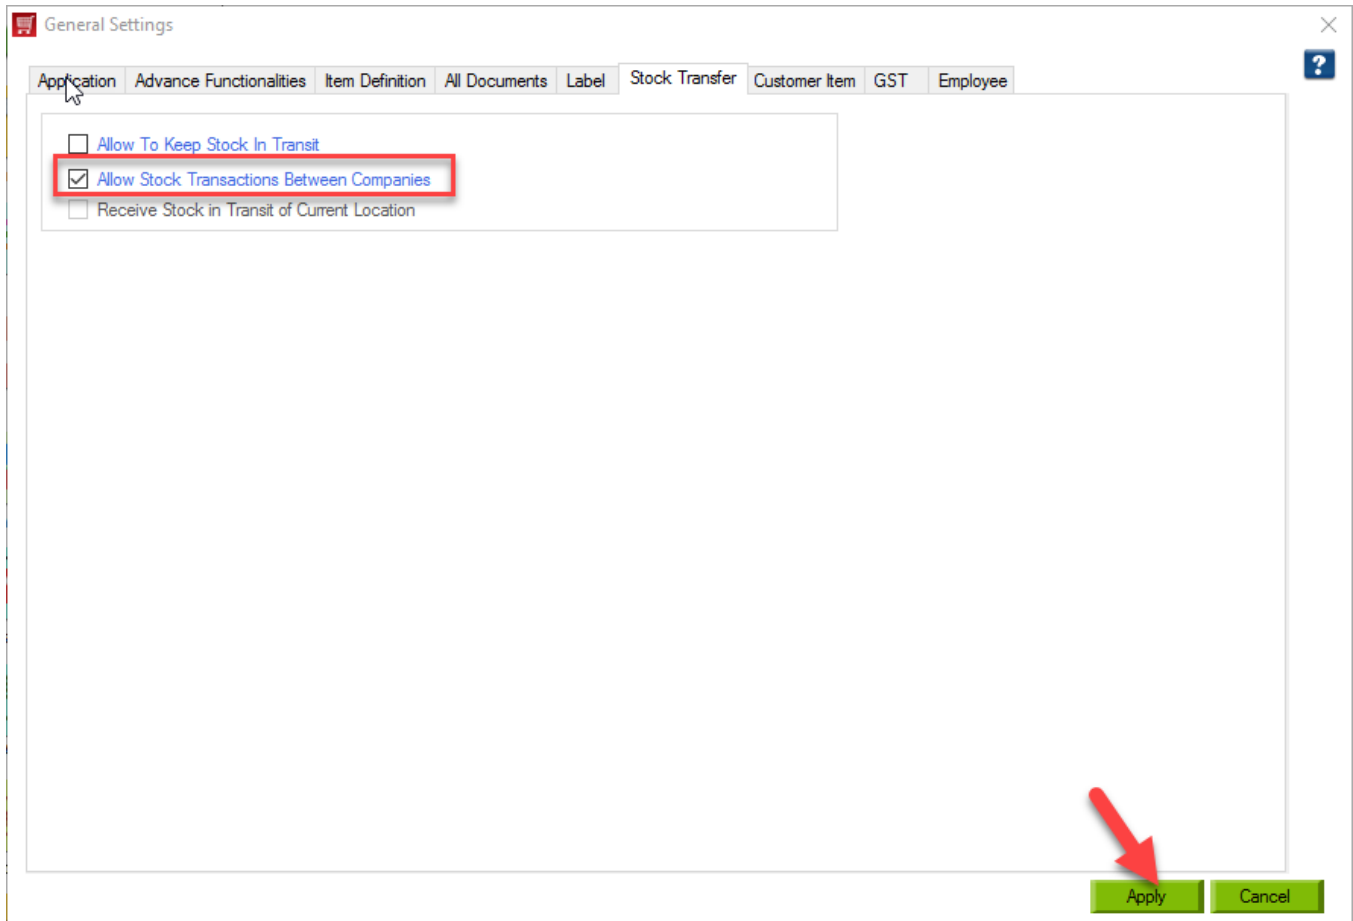 General Settings
?
Application Advance Functionalities Item Definition All Documents Label Stock Transfer Customer Item GST Employee
Allow To Keep Stock In Transit
Allow Stock Transactions Between Companies
Receive Stock in Transit of Current Location
Apply Cancel